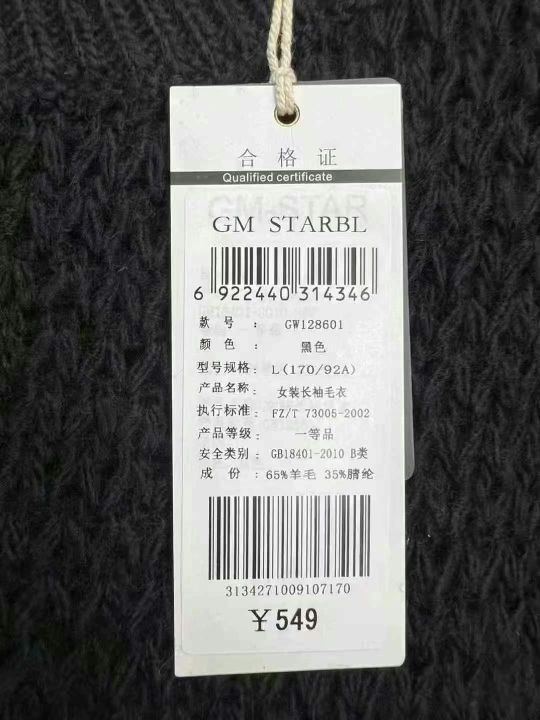 合格证
Qualified certificate
GM STARBL
6 922440 314346
款号: GW128601
颜色: 黑色
型号规格: L(170/92A)
产品名称: 女装长袖毛衣
执行标准: FZ/T 73005-2002
产品等级: 一等品
安全类别: GB18401-2010 B类
成份: 65%羊毛 35%腈纶
3134271009107170
¥549